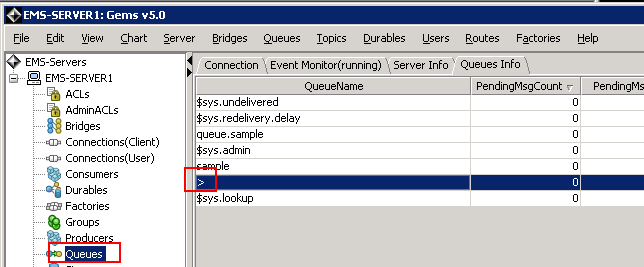 EMS-SERVER1: Gems v5.0
File Edit View Chart Server Bridges Queues Topics Durables Users Routes Factories Help
EMS-Servers
EMS-SERVER1
ACLs
AdminACLs
Bridges
Connections(Client)
Connections(User)
Consumers
Durables
Factories
Groups
Producers
Queues
Connection Event Monitor(running) Server Info Queues Info
QueueName PendingMsgCount PendingMs
$sys.undelivered 0
$sys.redelivery.delay 0
queue.sample 0
$sys.admin 0
sample 0
> 0
$sys.lookup 0